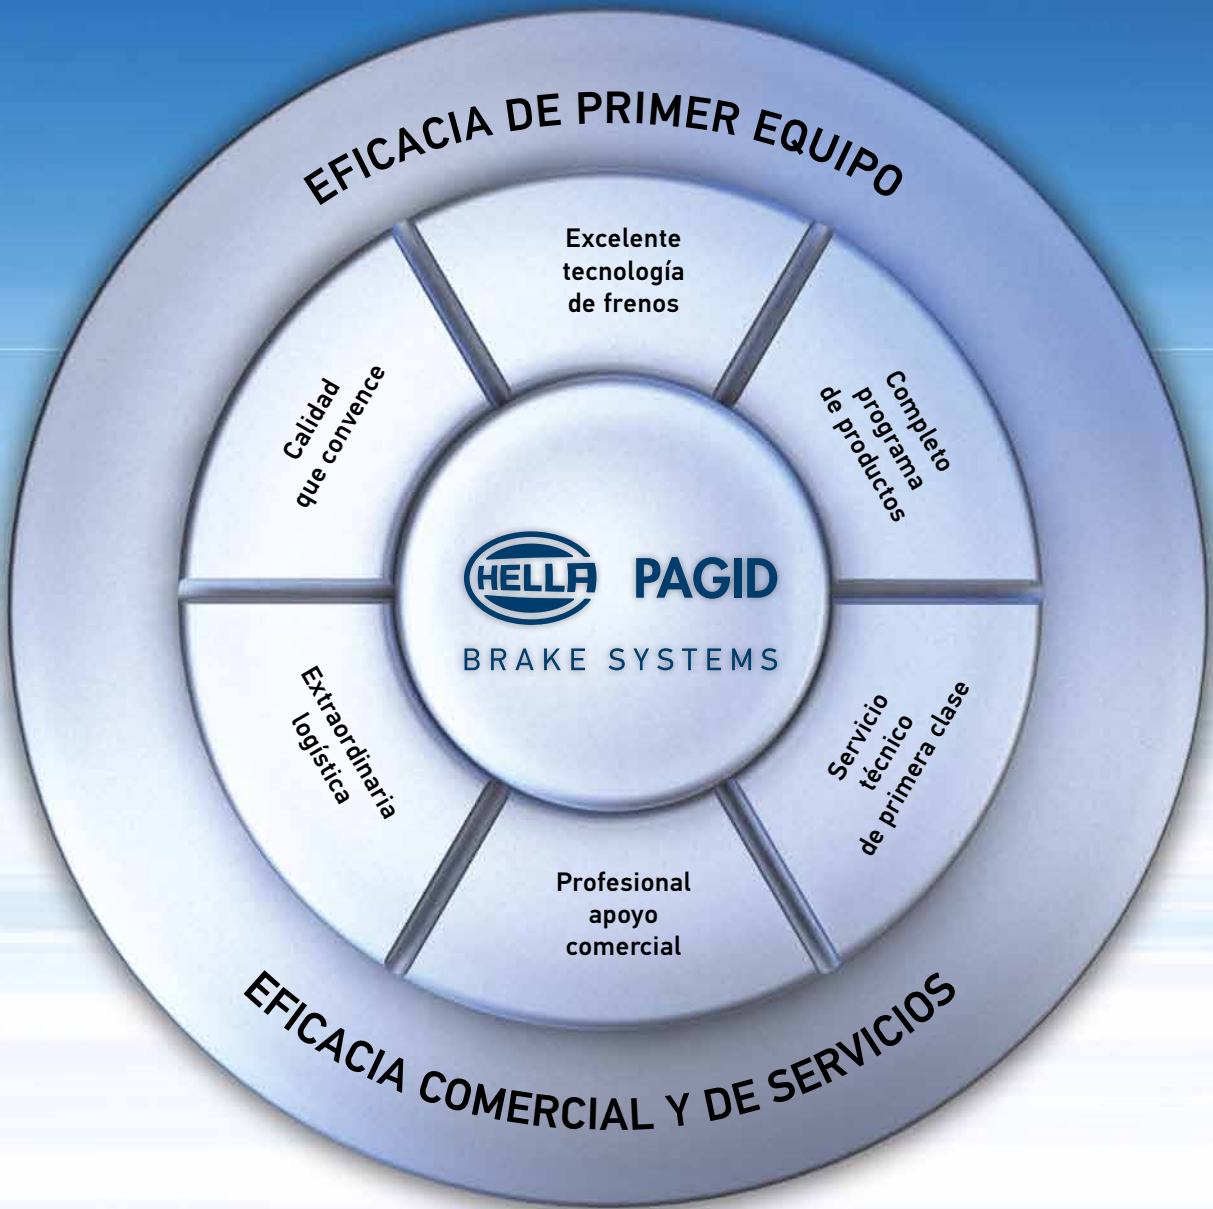 EFICACIA DE PRIMER EQUIPO
Excelente
tecnología
de frenos
Calidad
que convence
Completo
programa
de productos
HELLA PAGID
BRAKE SYSTEMS
Extraordinaria
logística
Servicio
técnico
de primera clase
Profesional
apoyo
comercial
EFICACIA COMERCIAL Y DE SERVICIOS